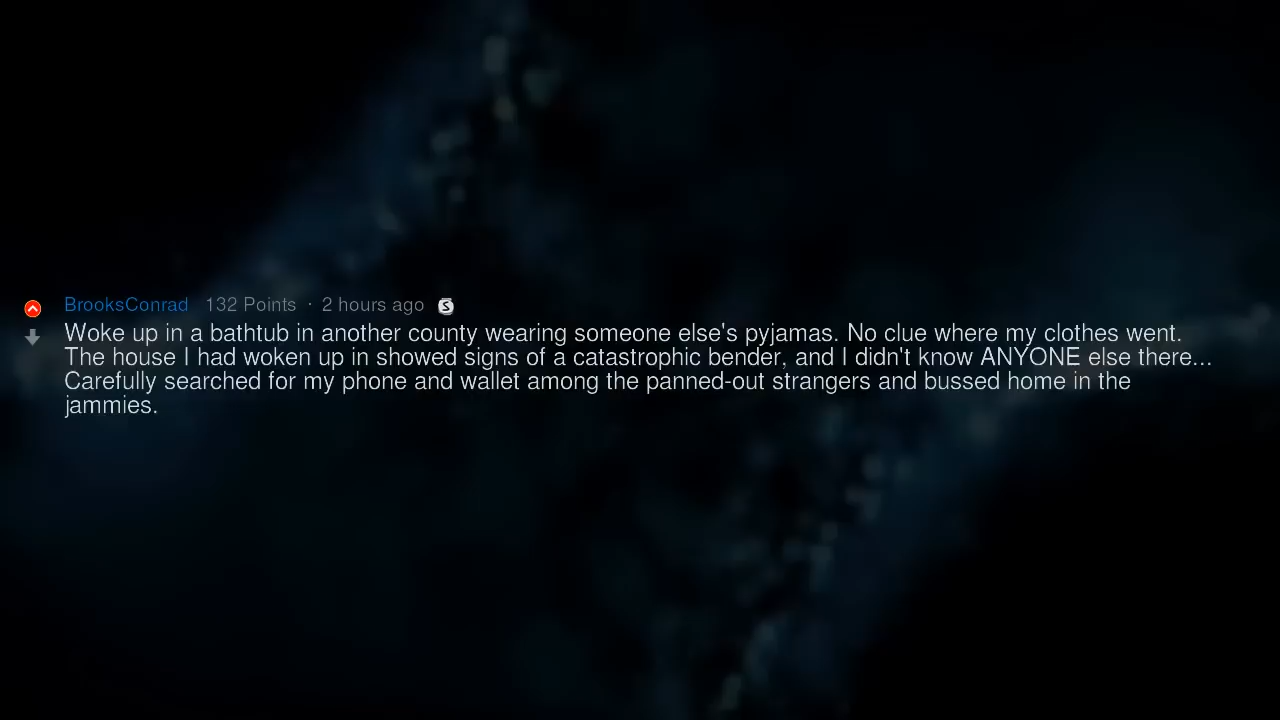 BrooksConrad 132 Points · 2 hours ago S
Woke up in a bathtub in another county wearing someone else's pyjamas. No clue where my clothes went.
The house I had woken up in showed signs of a catastrophic bender, and I didn't know ANYONE else there...
Carefully searched for my phone and wallet among the panned-out strangers and bussed home in the
jammies.